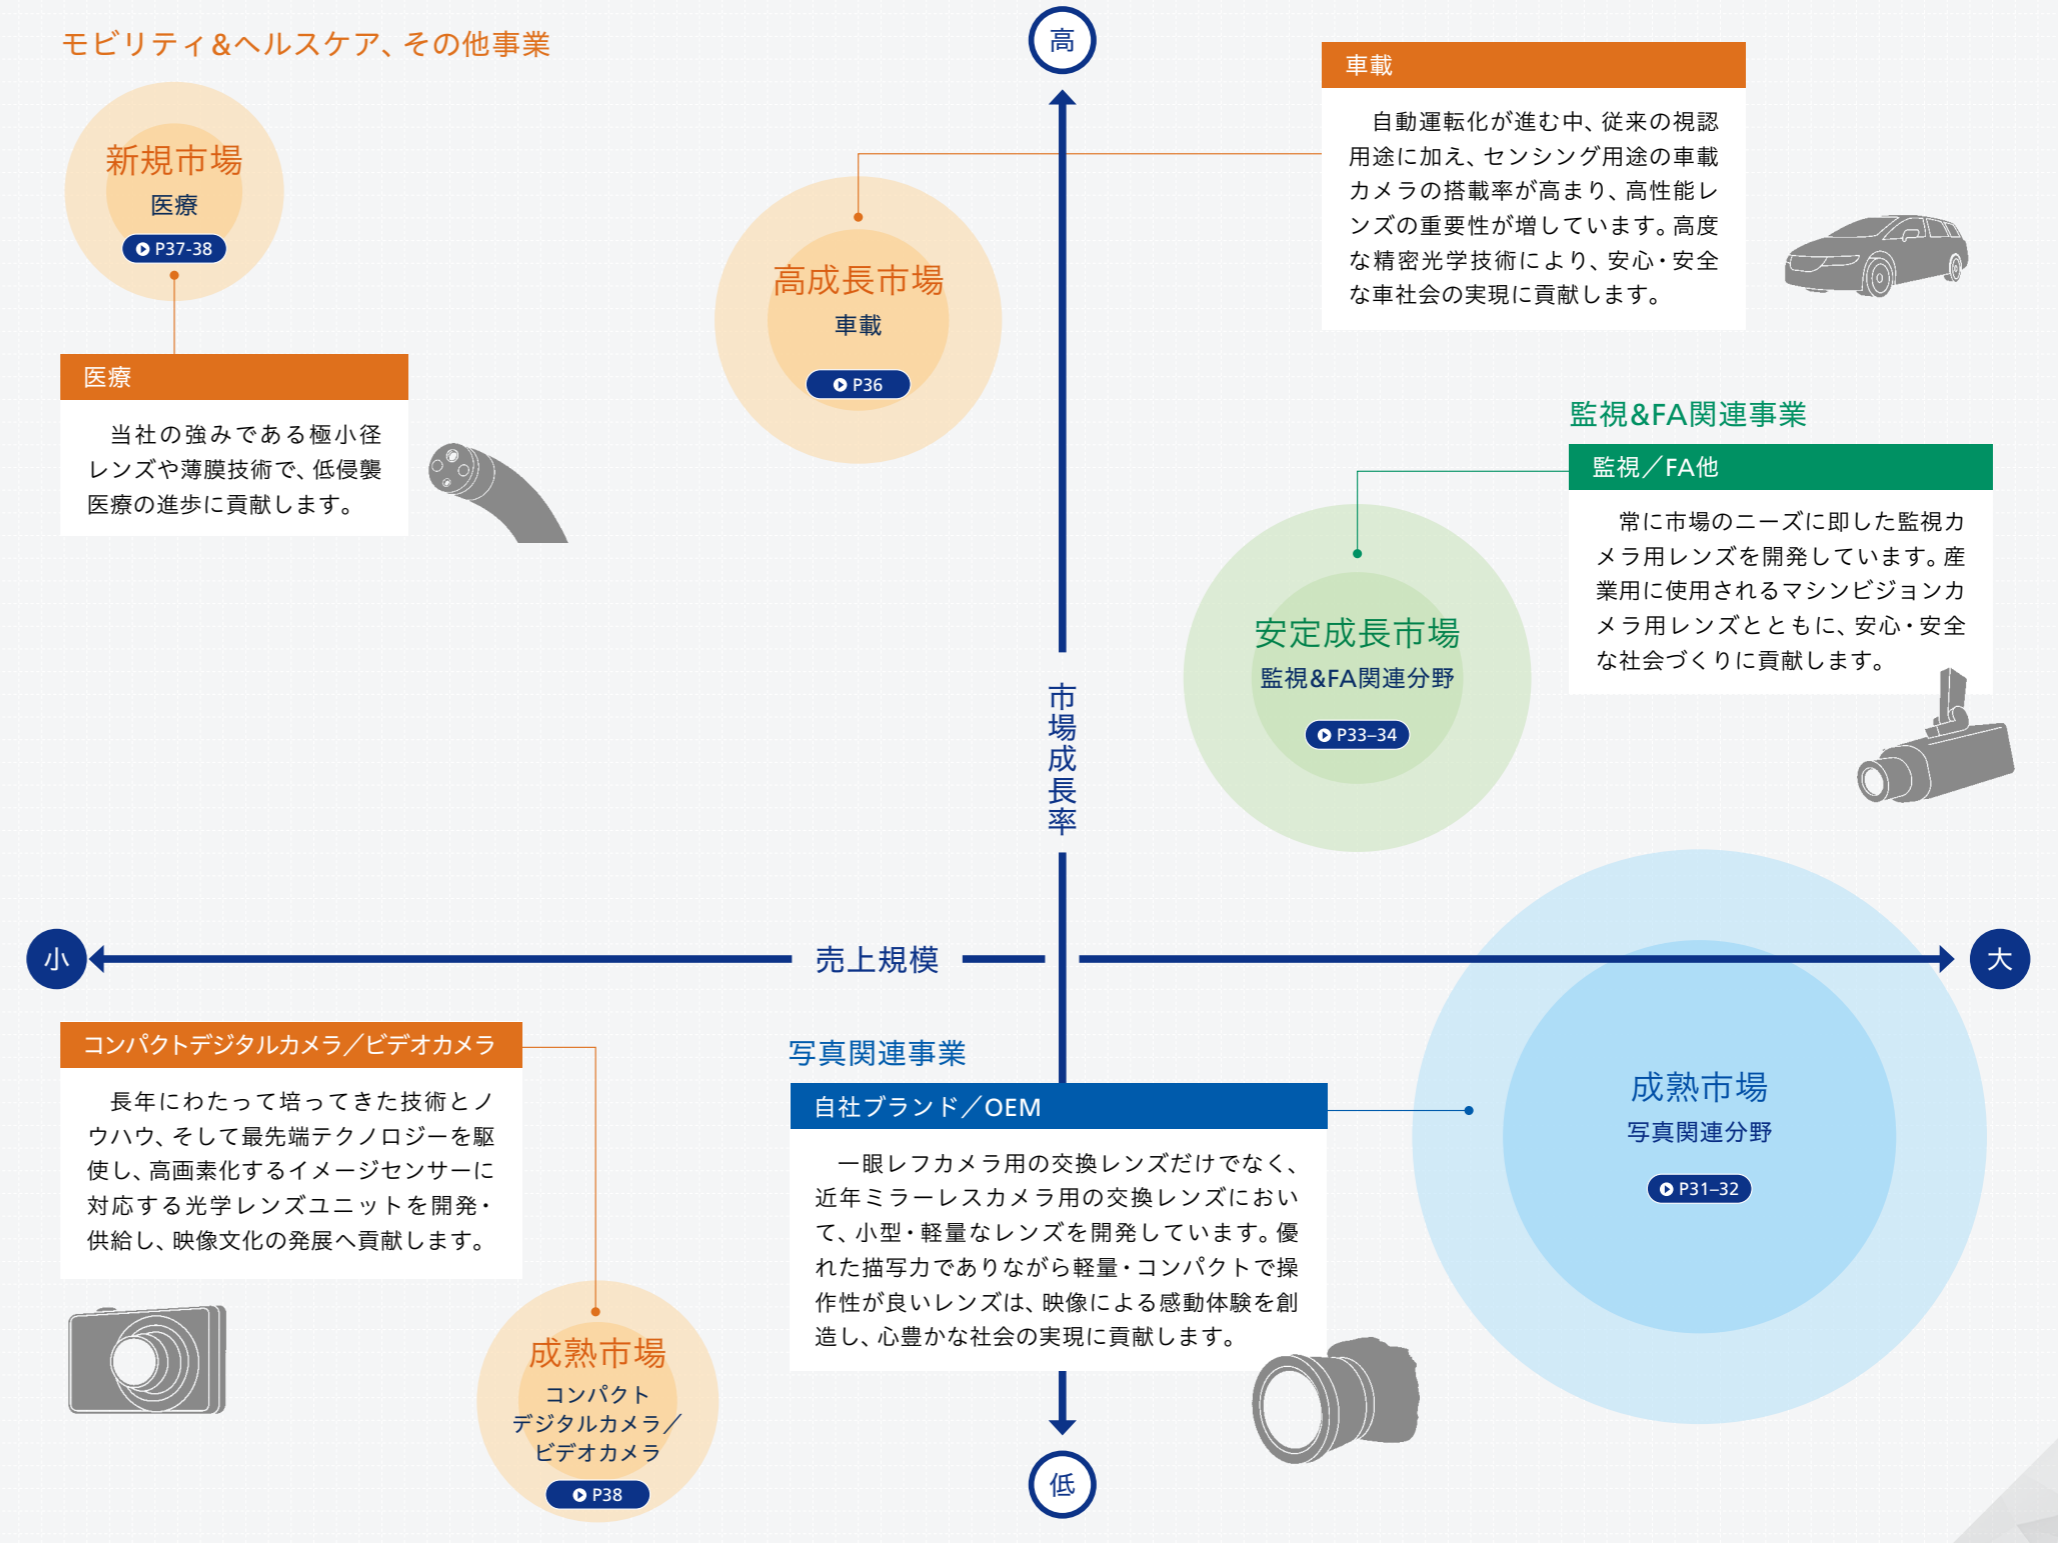 モビリティ&ヘルスケア、その他事業
新規市場
医療
P37-38
医療
当社の強みである極小径
レンズや薄膜技術で、低侵襲
医療の進歩に貢献します。
高
高成長市場
車載
P36
車載
自動運転化が進む中、従来の視認
用途に加え、センシング用途の車載
カメラの搭載率が高まり、高性能レ
ンズの重要性が増しています。高度
な精密光学技術により、安心・安全
な車社会の実現に貢献します。
監視&FA関連事業
監視／FA他
常に市場のニーズに即した監視カ
メラ用レンズを開発しています。産
業用に使用されるマシンビジョンカ
メラ用レンズとともに、安心・安全
な社会づくりに貢献します。
安定成長市場
監視&FA関連分野
P33–34
市場成長率
小
売上規模
大
コンパクトデジタルカメラ／ビデオカメラ
長年にわたって培ってきた技術とノ
ウハウ、そして最先端テクノロジーを駆
使し、高画素化するイメージセンサーに
対応する光学レンズユニットを開発・
供給し、映像文化の発展へ貢献します。
成熟市場
コンパクト
デジタルカメラ／
ビデオカメラ
P38
写真関連事業
自社ブランド／OEM
一眼レフカメラ用の交換レンズだけでなく、
近年ミラーレスカメラ用の交換レンズにおい
て、小型・軽量なレンズを開発しています。優
れた描写力でありながら軽量・コンパクトで操
作性が良いレンズは、映像による感動体験を創
造し、心豊かな社会の実現に貢献します。
成熟市場
写真関連分野
P31–32
低